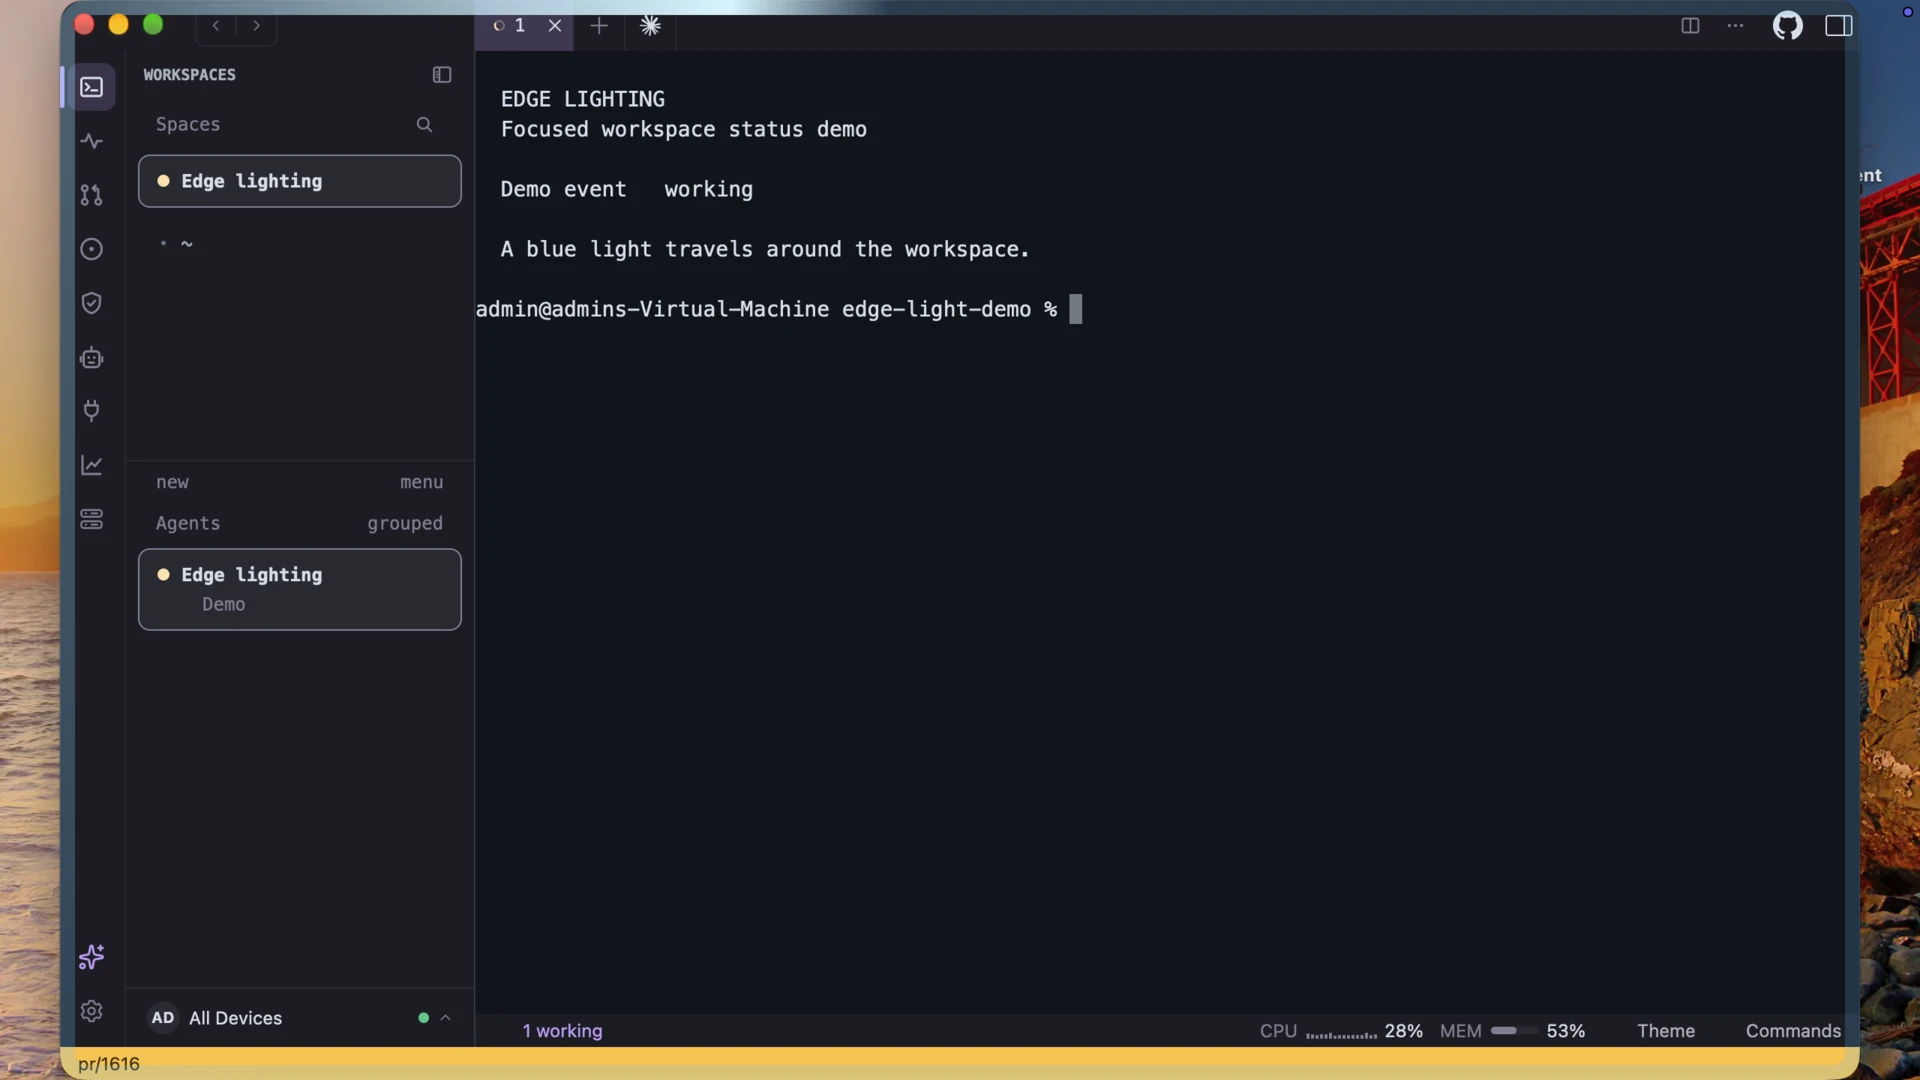 1
WORKSPACES
Spaces
Edge lighting
~
new menu
Agents grouped
Edge lighting
Demo
AD All Devices
EDGE LIGHTING
Focused workspace status demo
Demo event working
A blue light travels around the workspace.
admin@admins-Virtual-Machine edge-light-demo %
1 working
CPU 28% MEM 53% Theme Commands
pr/1616
ent